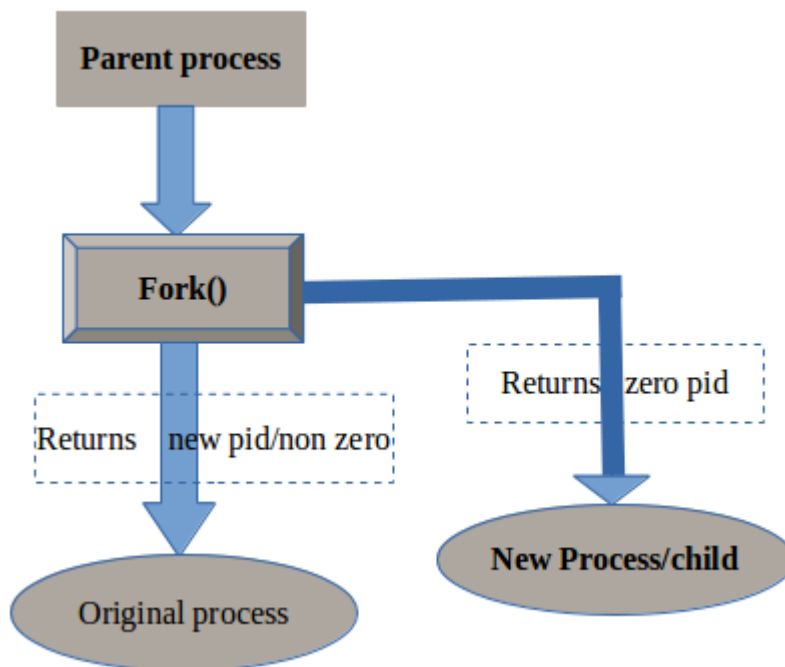 Parent process
Fork()
Returns zero pid
Returns new pid/non zero
New Process/child
Original process